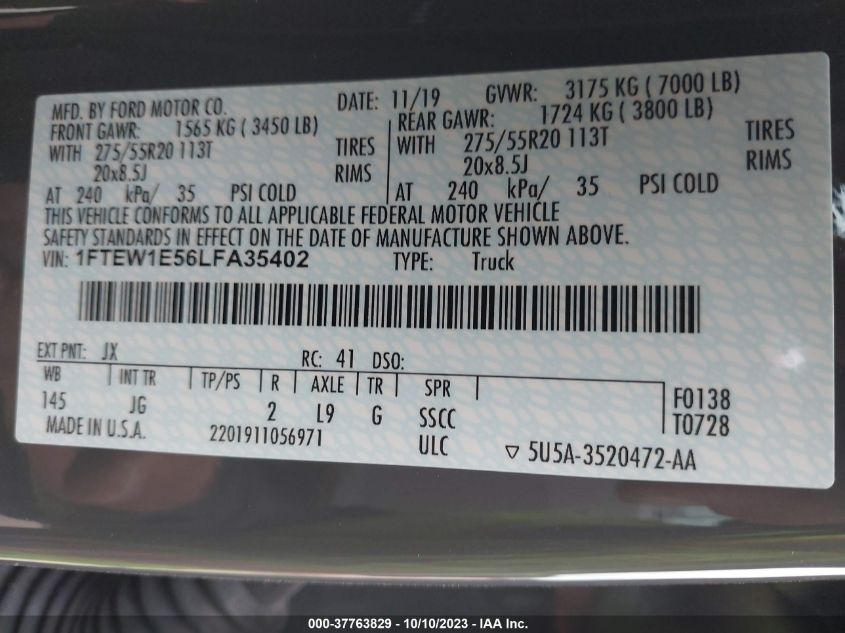 MFD. BY FORD MOTOR CO. DATE: 11/19 GVWR: 3175 KG ( 7000 LB)
FRONT GAWR: 1565 KG ( 3450 LB) REAR GAWR: 1724 KG ( 3800 LB)
WITH 275/55R20 113T TIRES WITH 275/55R20 113T TIRES
20x8.5J RIMS 20x8.5J RIMS
AT 240 kPa/ 35 PSI COLD AT 240 kPa/ 35 PSI COLD
THIS VEHICLE CONFORMS TO ALL APPLICABLE FEDERAL MOTOR VEHICLE
SAFETY STANDARDS IN EFFECT ON THE DATE OF MANUFACTURE SHOWN ABOVE.
VIN: 1FTEW1E56LFA35402 TYPE: Truck
EXT PNT: JX RC: 41 DSO:
WB INT TR TP/PS R AXLE TR SPR
145 JG 2 L9 G SSCC F0138
T0728
MADE IN U.S.A. 2201911056971 ULC ▽ 5U5A-3520472-AA
000-37763829 - 10/10/2023 - IAA Inc.